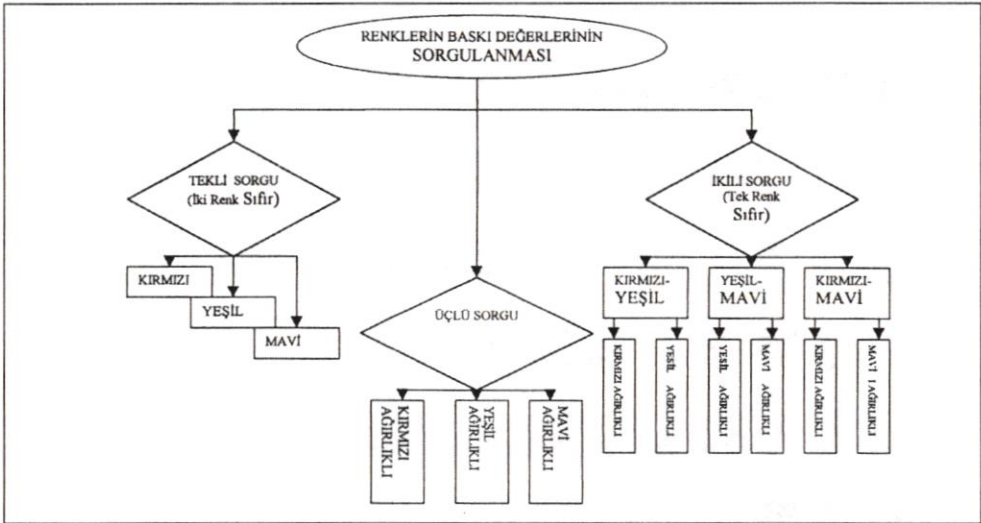 RENKLERİN BASKI DEĞERLERİNİN
SORGULANMASI
TEKLİ SORGU
(İki Renk Sıfır)
KIRMIZI
YEŞİL
MAVİ
ÜÇLÜ SORGU
KIRMIZI
AĞIRLIKLI
YEŞİL
AĞIRLIKLI
MAVİ
AĞIRLIKLI
İKİLİ SORGU
(Tek Renk
Sıfır)
KIRMIZI-
YEŞİL
YEŞİL-
MAVİ
KIRMIZI-
MAVİ
KIRMIZI AĞIRLIKLI
YEŞİL AĞIRLIKLI
YEŞİL AĞIRLIKLI
MAVİ AĞIRLIKLI
KIRMIZI AĞIRLIKLI
MAVİ I AĞIRLIKLI